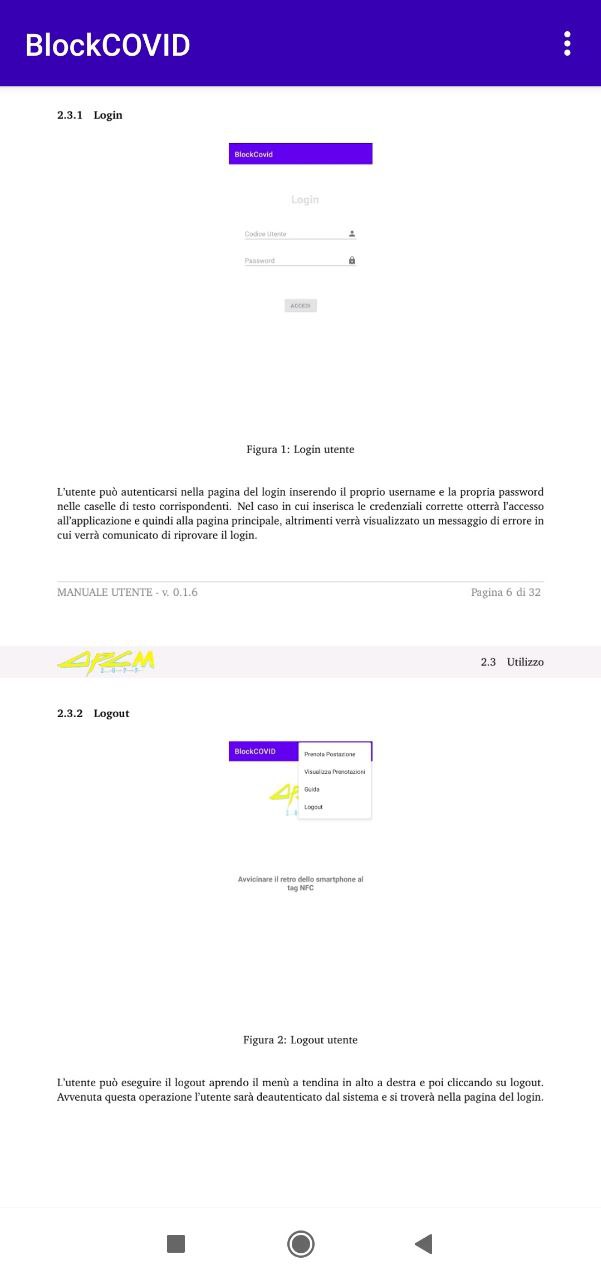 BlockCOVID
2.3.1 Login
BlockCovid
Login
Codice Utente
Password
ACCEDI
Figura 1: Login utente
L'utente può autenticarsi nella pagina del login inserendo il proprio username e la propria password
nelle caselle di testo corrispondenti. Nel caso in cui inserisca le credenziali corrette otterrà l'accesso
all'applicazione e quindi alla pagina principale, altrimenti verrà visualizzato un messaggio di errore in
cui verrà comunicato di riprovare il login.
MANUALE UTENTE - v. 0.1.6 Pagina 6 di 32
2.3 Utilizzo
2.3.2 Logout
BlockCOVID
Prenota Postazione
Visualizza Prenotazioni
Guida
Logout
Avvicinare il retro dello smartphone al
tag NFC
Figura 2: Logout utente
L'utente può eseguire il logout aprendo il menù a tendina in alto a destra e poi cliccando su logout.
Avvenuta questa operazione l'utente sarà deautenticato dal sistema e si troverà nella pagina del login.